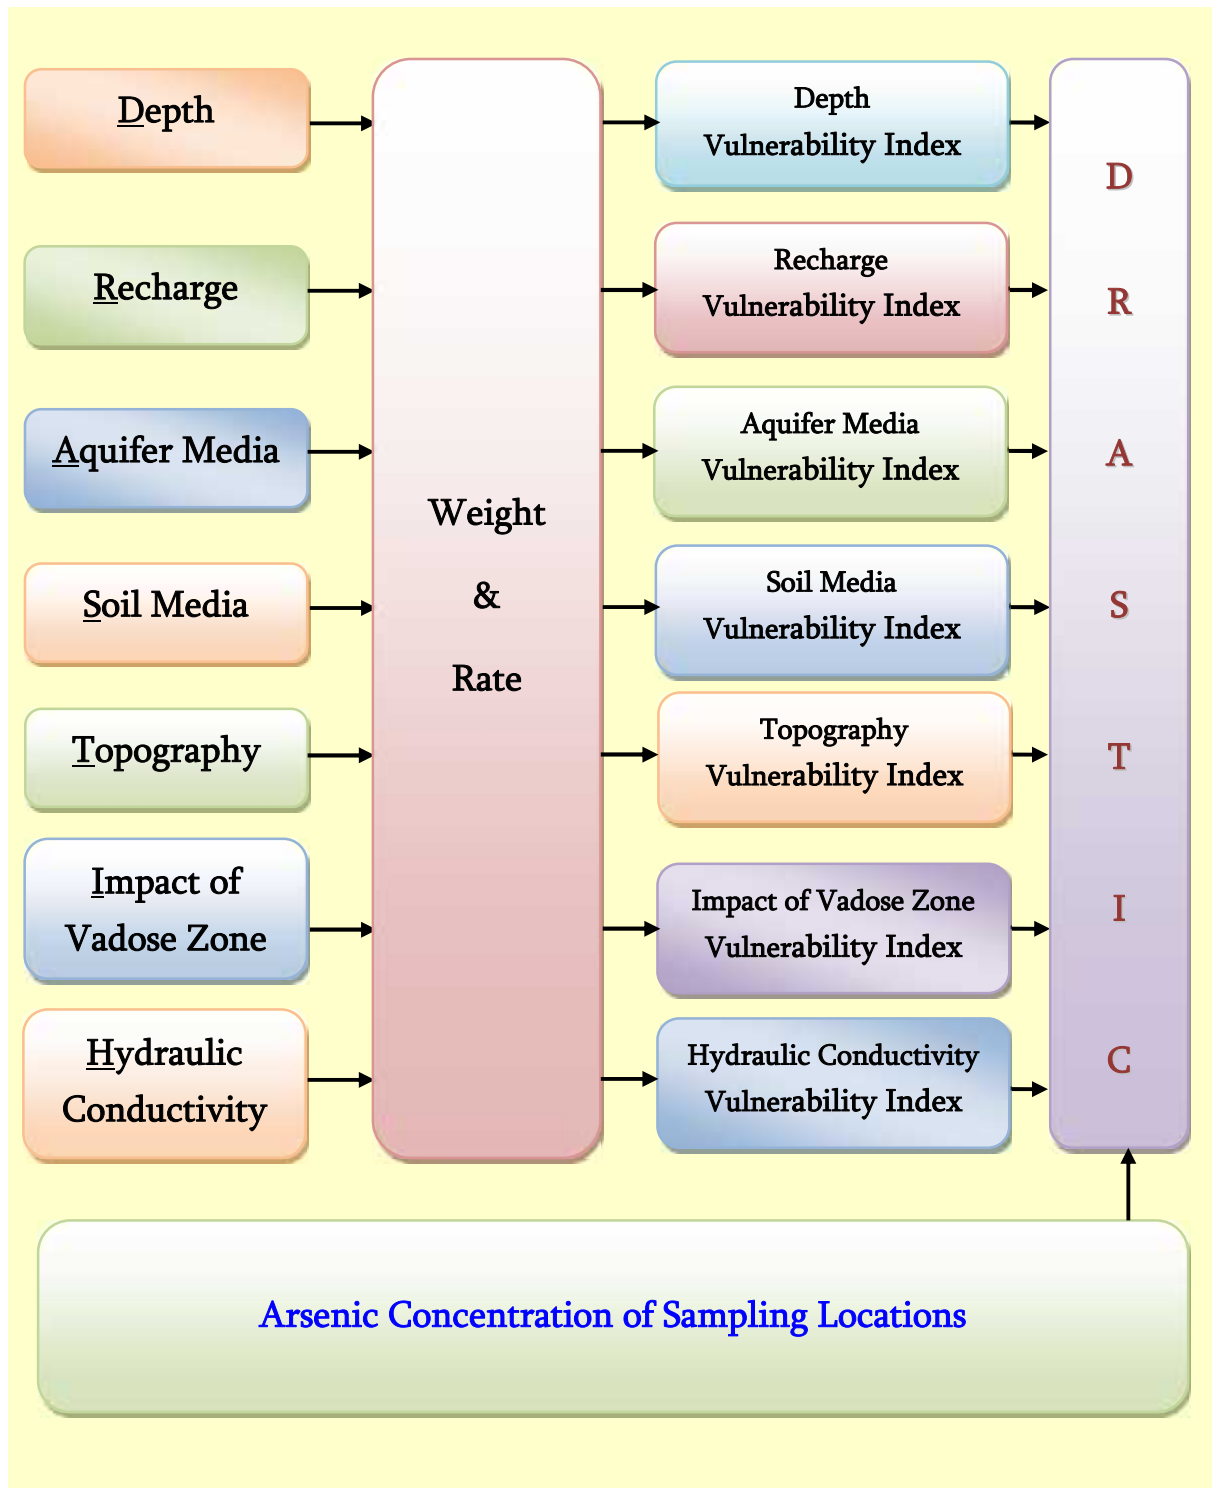 Depth
Recharge
Aquifer Media
Soil Media
Topography
Impact of
Vadose Zone
Hydraulic
Conductivity
Weight
&
Rate
Depth
Vulnerability Index
Recharge
Vulnerability Index
Aquifer Media
Vulnerability Index
Soil Media
Vulnerability Index
Topography
Vulnerability Index
Impact of Vadose Zone
Vulnerability Index
Hydraulic Conductivity
Vulnerability Index
D
R
A
S
T
I
C
Arsenic Concentration of Sampling Locations